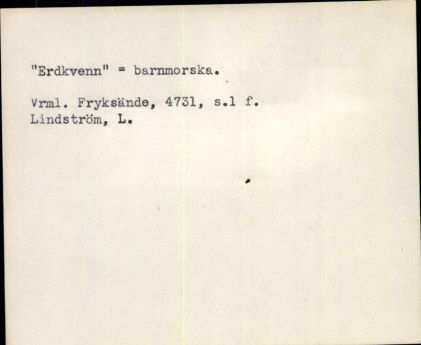 "Erdkvenn" = barnmorska.
Vrml. Fryksände, 4731, s.1 f.
Lindström, L.